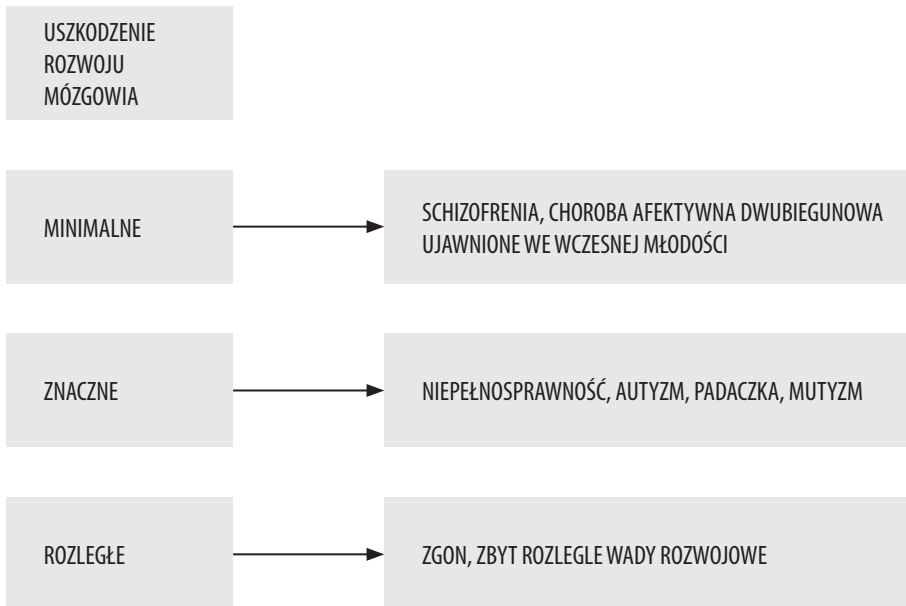 USZKODZENIE
ROZWOJU
MÓZGOWIA
MINIMALNE
SCHIZOFRENIA, CHOROBA AFEKTYWNA DWUBIEGUNOWA
UJAWNIONE WE WCZESNEJ MŁODOŚCI
ZNACZNE
NIEPEŁNOSPRAWNOŚĆ, AUTYZM, PADACZKA, MUTYZM
ROZLEGŁE
ZGON, ZBYT ROZLEGLE WADY ROZWOJOWE